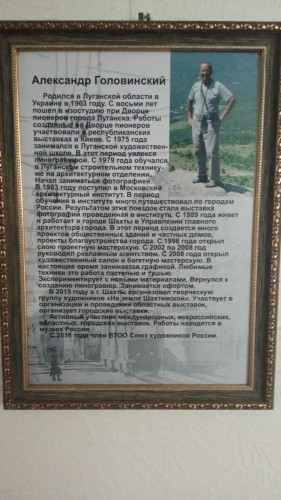 Александр Головинский
Родился в Луганской области в
Украине в 1963 году. С восьми лет
пошел в изостудию при Дворце
пионеров города Луганска. Работы
созданные во Дворце пионеров
участвовали в республиканских
выставках в Киеве. С 1975 года
занимался в Луганской художествен-
ной школе. В этот период увлекся
линогравюрой. С 1979 года обучался
в Луганском строительном технику-
ме на архитектурном отделении.
Начал заниматься фотографией.
В 1983 году поступил в Московский
архитектурный институт. В период
обучения в институте много путешествовал по городам
России. Результатом этих поездок стала выставка
фотографий проведенная в институте. С 1989 года живет
и работает в городе Шахты в Управлении главного
архитектора города. В этот период создается много
проектов общественных зданий и частных домов,
проекты благоустройства города. С 1996 года открыл
свою проектную мастерскую. С 2002 по 2008 год
руководил рекламным агентством. С 2008 года открыл
художественный салон и багетную мастерскую. В
настоящее время занимается графикой. Любимые
техники это работа пастелью и тушью.
Экспериментирует с новыми материалами. Вернулся к
созданию линогравюр. Занимается офортом.
В 2015 году в г. Шахты организовал творческую
группу художников «На земле Шахтинской». Участвует в
организации и проведении областных выставок,
организует городские выставки.
Активный участник международных, всероссийских,
областных, городских выставок. Работы находятся в
музеях России.
С 2018 года член ВТОО Союз художников России.